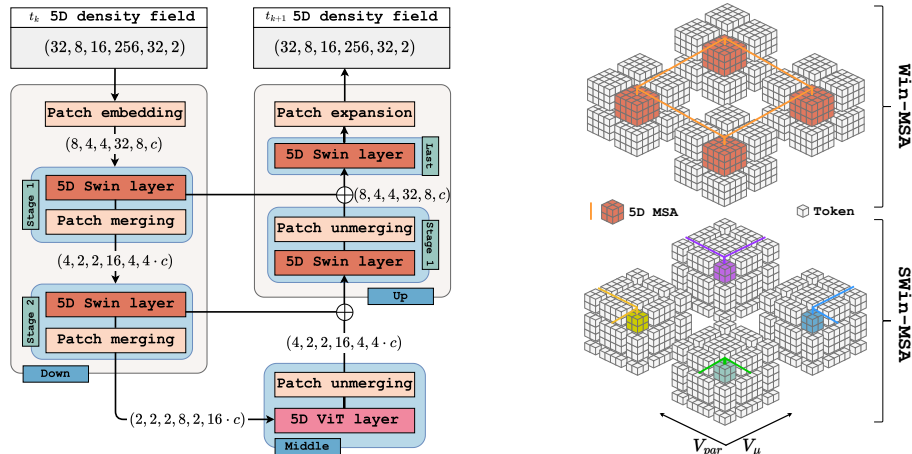 t_k 5D density field
(32, 8, 16, 256, 32, 2)
Patch embedding
(8, 4, 4, 32, 8, c)
Stage 1
5D Swin layer
Patch merging
(4, 2, 2, 16, 4, 4 · c)
Stage 2
5D Swin layer
Patch merging
Down
(2, 2, 2, 8, 2, 16 · c)
t_{k+1} 5D density field
(32, 8, 16, 256, 32, 2)
Patch expansion
5D Swin layer
Last
(8, 4, 4, 32, 8, c)
Patch unmerging
5D Swin layer
Stage 1
Up
(4, 2, 2, 16, 4, 4 · c)
Patch unmerging
5D ViT layer
Middle
Win-MSA
5D MSA
Token
SWin-MSA
V_{par}
V_μ